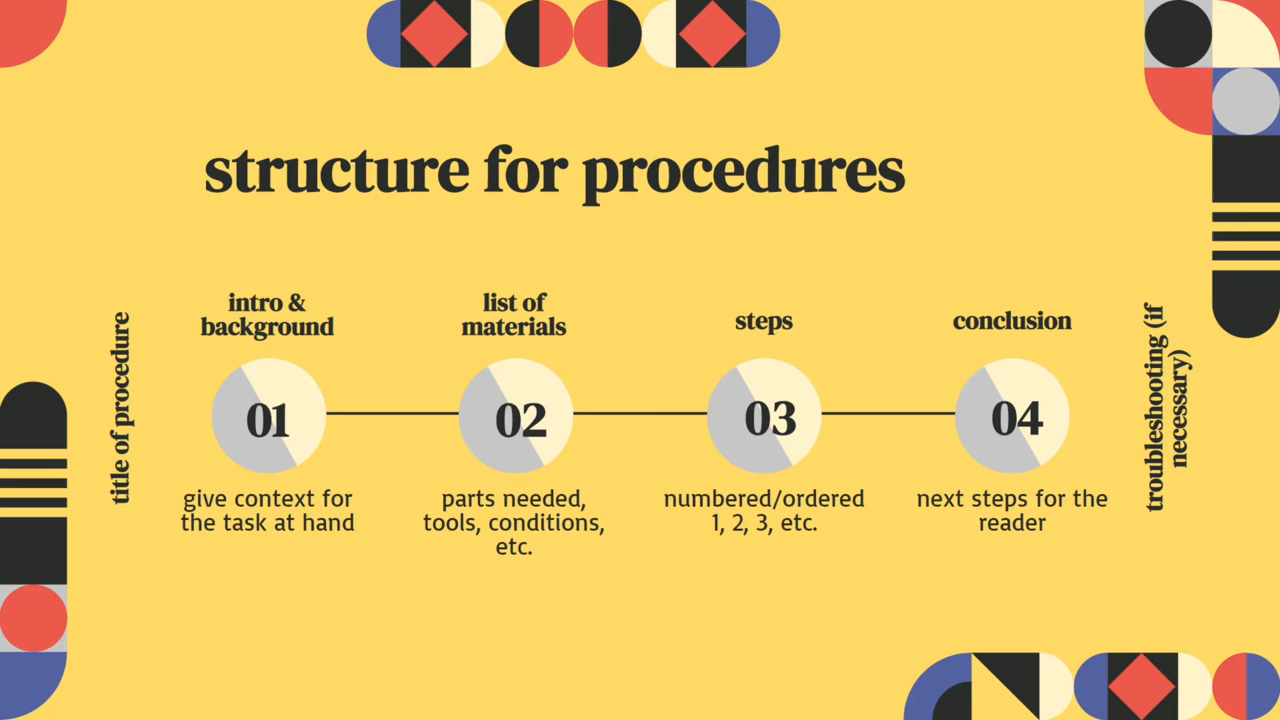 structure for procedures
title of procedure
intro &
background
01
give context for
the task at hand
list of
materials
02
parts needed,
tools, conditions,
etc.
steps
03
numbered/ordered
1, 2, 3, etc.
conclusion
04
next steps for the
reader
troubleshooting (if
necessary)